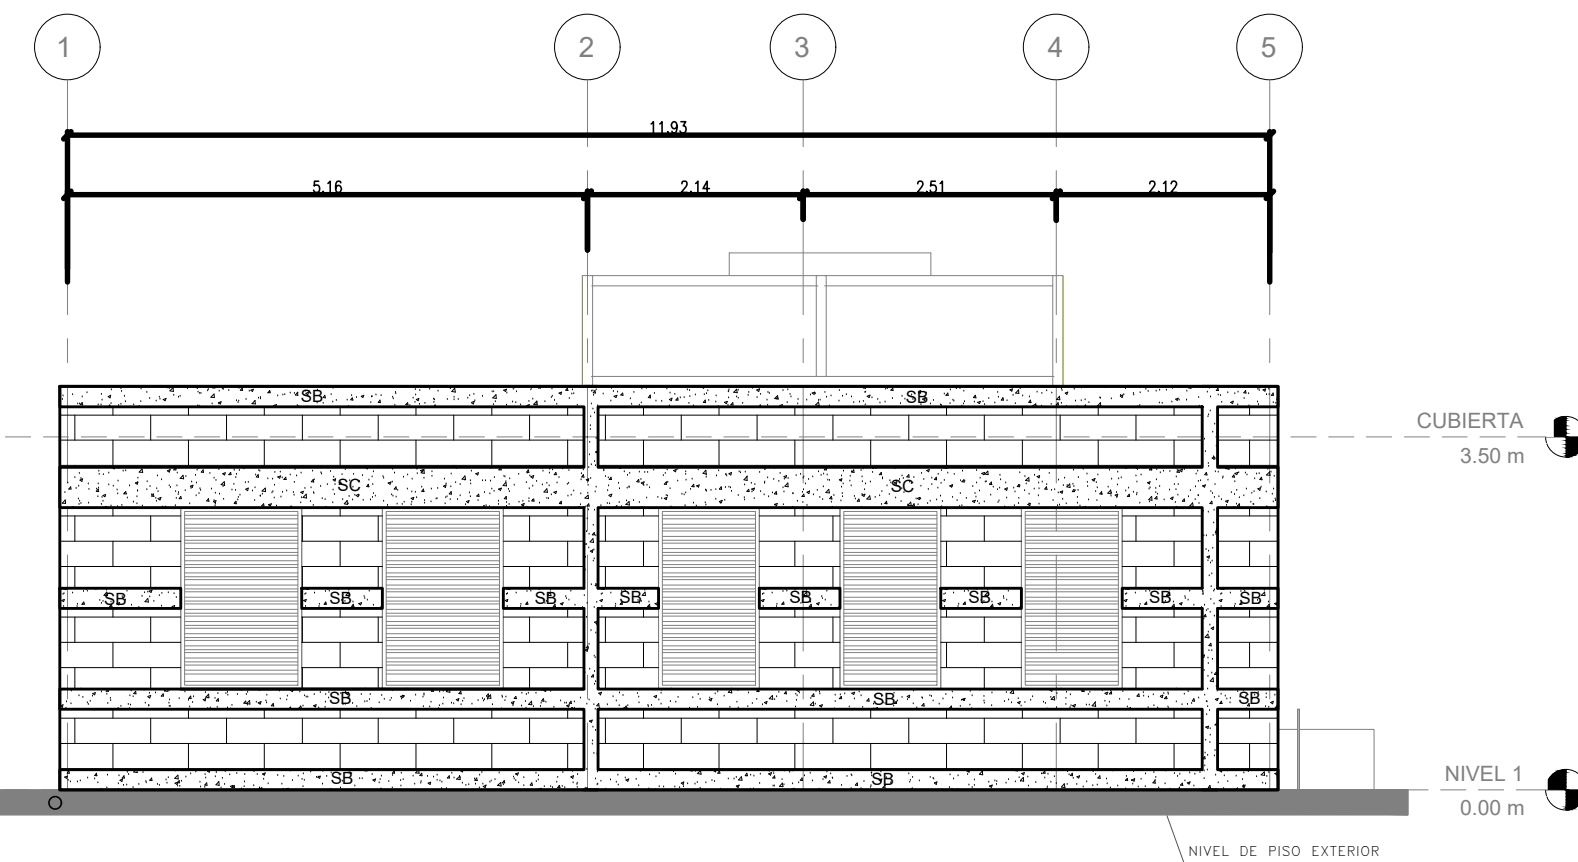 1 2 3 4 5
11.93
5.16 2.14 2.51 2.12
SB SB
CUBIERTA
3.50 m
SC SC
SB SB SB SB SB SB SB SB
SB SB SB
SB SB
NIVEL 1
0.00 m
NIVEL DE PISO EXTERIOR